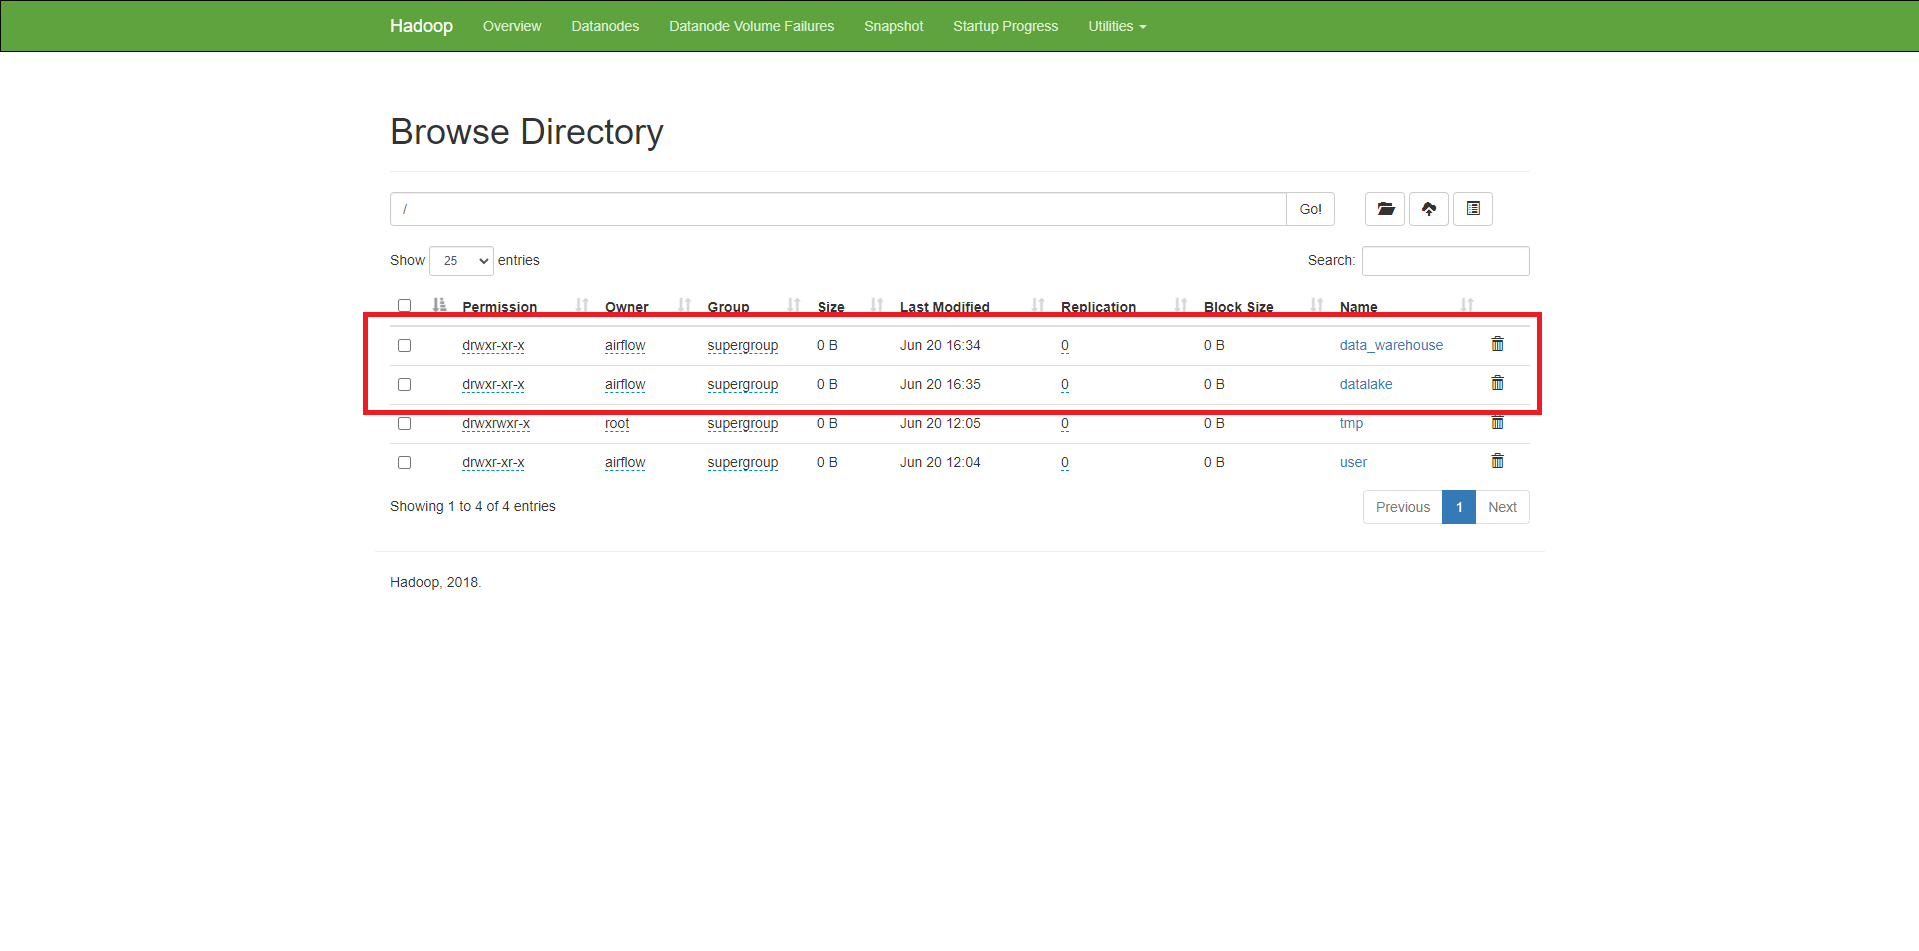 Hadoop Overview Datanodes Datanode Volume Failures Snapshot Startup Progress Utilities
Browse Directory
/ Go!
Show 25 entries Search:
Permission Owner Group Size Last Modified Replication Block Size Name
drwxr-xr-x airflow supergroup 0 B Jun 20 16:34 0 0 B data_warehouse
drwxr-xr-x airflow supergroup 0 B Jun 20 16:35 0 0 B datalake
drwxrwxr-x root supergroup 0 B Jun 20 12:05 0 0 B tmp
drwxr-xr-x airflow supergroup 0 B Jun 20 12:04 0 0 B user
Showing 1 to 4 of 4 entries Previous 1 Next
Hadoop, 2018.